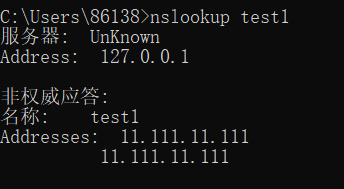 C:\Users\86138>nslookup test1
服务器:  UnKnown
Address:  127.0.0.1

非权威应答:
名称:    test1
Addresses:  11.111.11.111
          11.111.11.111